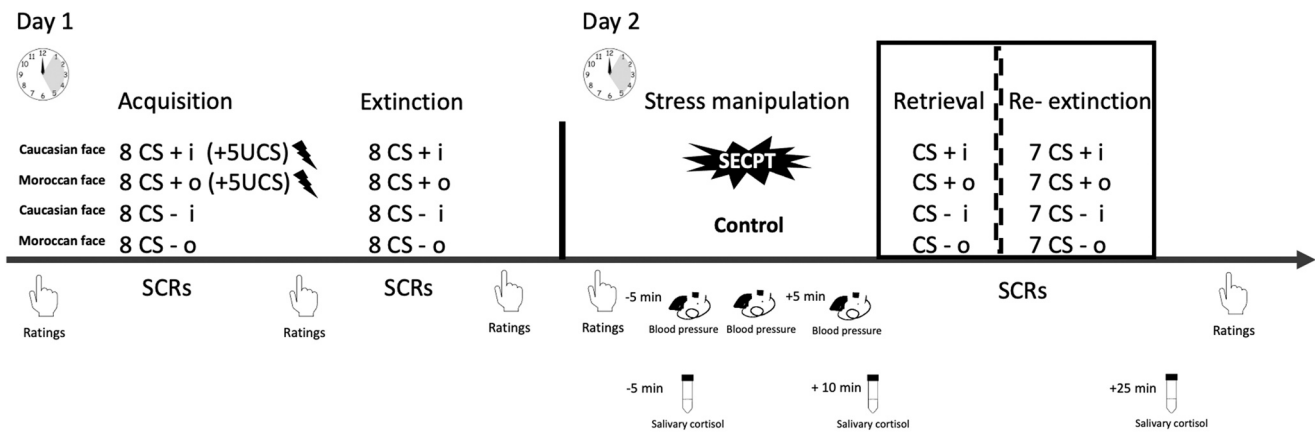 Day 1
Day 2
Acquisition
Extinction
Stress manipulation
Retrieval
Re- extinction
Caucasian face 8 CS + i (+5UCS)
8 CS + i
SECPT
CS + i
7 CS + i
Moroccan face 8 CS + o (+5UCS)
8 CS + o
CS + o
7 CS + o
Caucasian face 8 CS - i
8 CS - i
Control
CS - i
7 CS - i
Moroccan face 8 CS - o
8 CS - o
CS - o
7 CS - o
SCRs
SCRs
SCRs
Ratings
Ratings
Ratings
Ratings
-5 min
+5 min
Blood pressure
Blood pressure
Blood pressure
Ratings
-5 min
+ 10 min
+25 min
Salivary cortisol
Salivary cortisol
Salivary cortisol